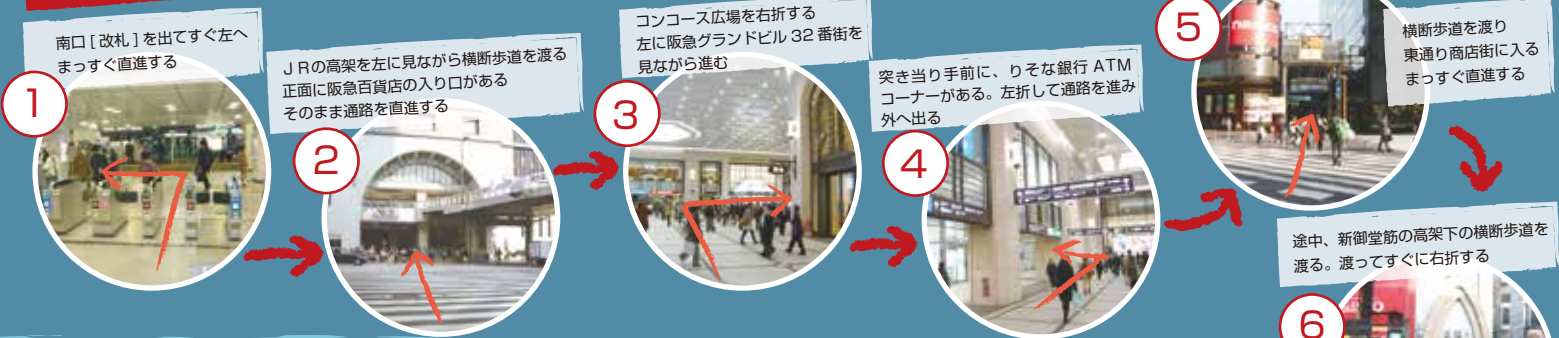 南口 [ 改札 ] を出てすぐ左へ
まっすぐ直進する
1
ＪＲの高架を左に見ながら横断歩道を渡る
正面に阪急百貨店の入り口がある
そのまま通路を直進する
2
コンコース広場を右折する
左に阪急グランドビル 32 番街を
見ながら進む
3
突き当り手前に、りそな銀行 ATM
コーナーがある。左折して通路を進み
外へ出る
4
5
横断歩道を渡り
東通り商店街に入る
まっすぐ直進する
途中、新御堂筋の高架下の横断歩道を
渡る。渡ってすぐに右折する
6